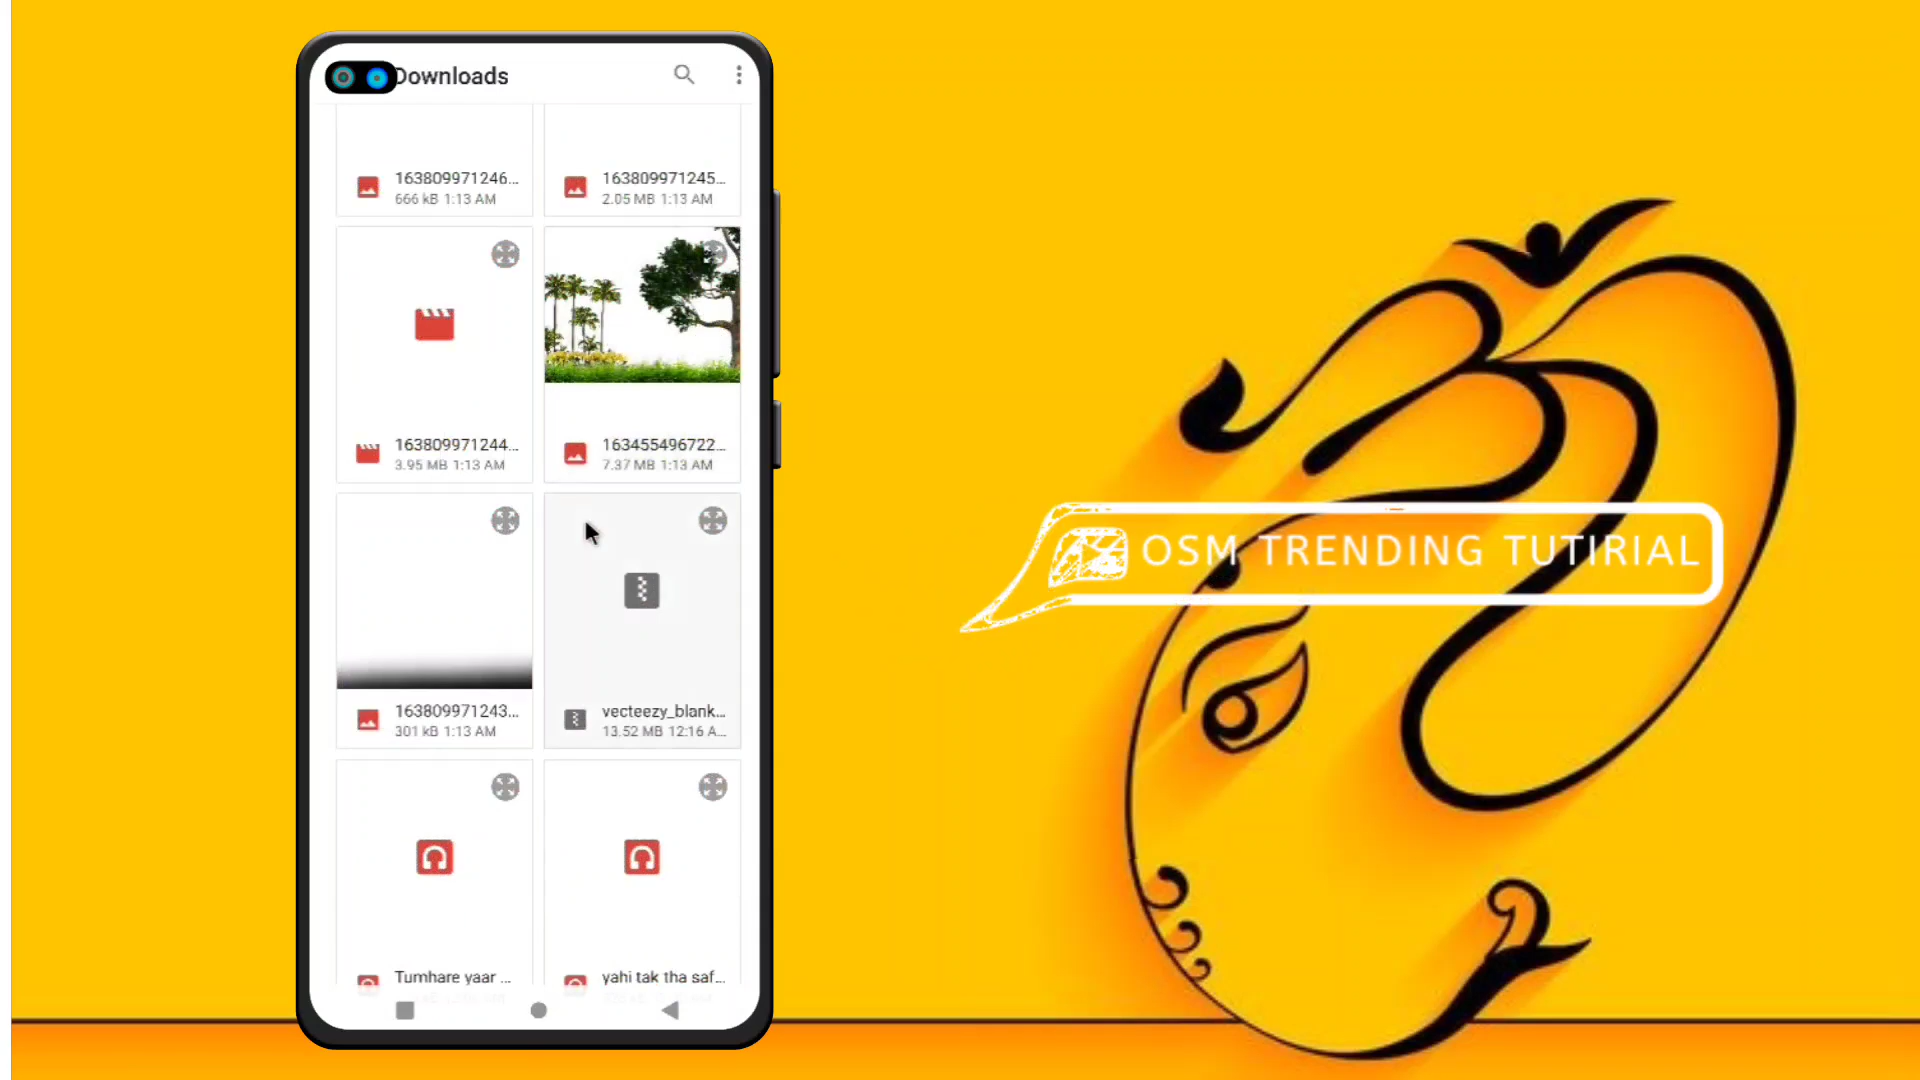 Downloads
163809971246...
666 kB 1:13 AM
163809971245...
2.05 MB 1:13 AM
163809971244...
3.95 MB 1:13 AM
163455496722...
7.37 MB 1:13 AM
163809971243...
301 kB 1:13 AM
vecteezy_blank...
13.52 MB 12:16 A...
Tumhare yaar ...
yahi tak tha saf...
OSM TRENDING TUTIRIAL